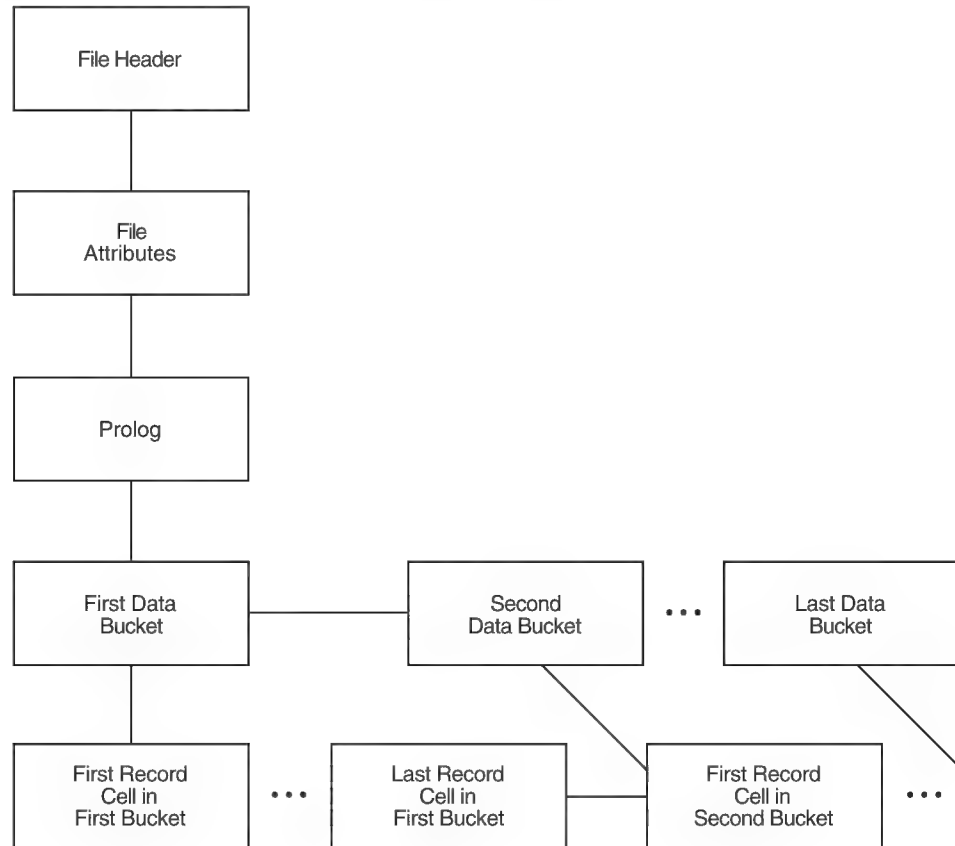 File Header
File
Attributes
Prolog
First Data
Bucket
Second
Data Bucket
•••
Last Data
Bucket
First Record
Cell in
First Bucket
•••
Last Record
Cell in
First Bucket
First Record
Cell in
Second Bucket
•••